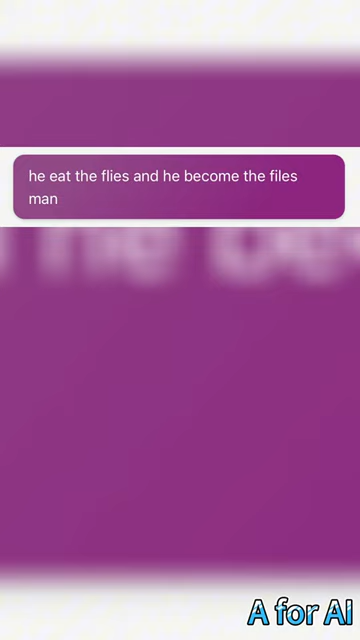 he eat the flies and he become the files
man
A for Ai